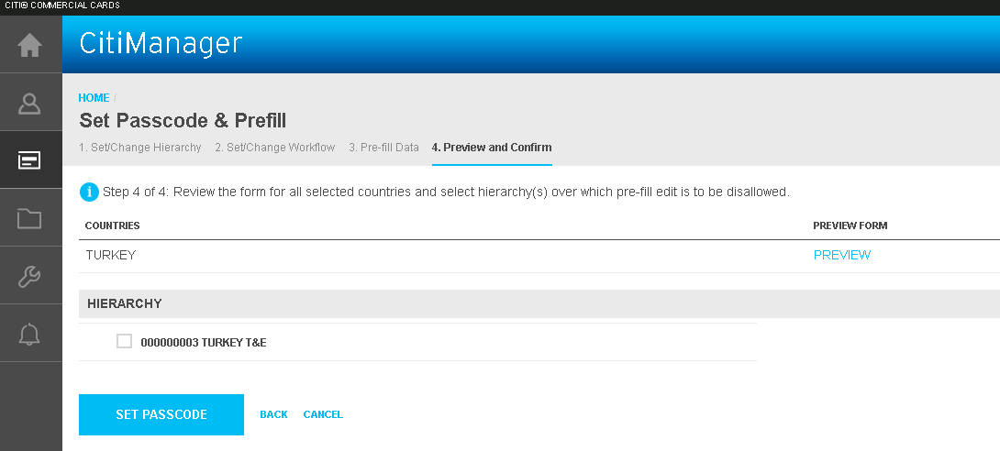 CITI® COMMERCIAL CARDS
CitiManager
HOME /
Set Passcode & Prefill
1. Set/Change Hierarchy 2. Set/Change Workflow 3. Pre-fill Data 4. Preview and Confirm
i Step 4 of 4: Review the form for all selected countries and select hierarchy(s) over which pre-fill edit is to be disallowed.
COUNTRIES PREVIEW FORM
TURKEY PREVIEW
HIERARCHY
000000003 TURKEY T&E
SET PASSCODE BACK CANCEL